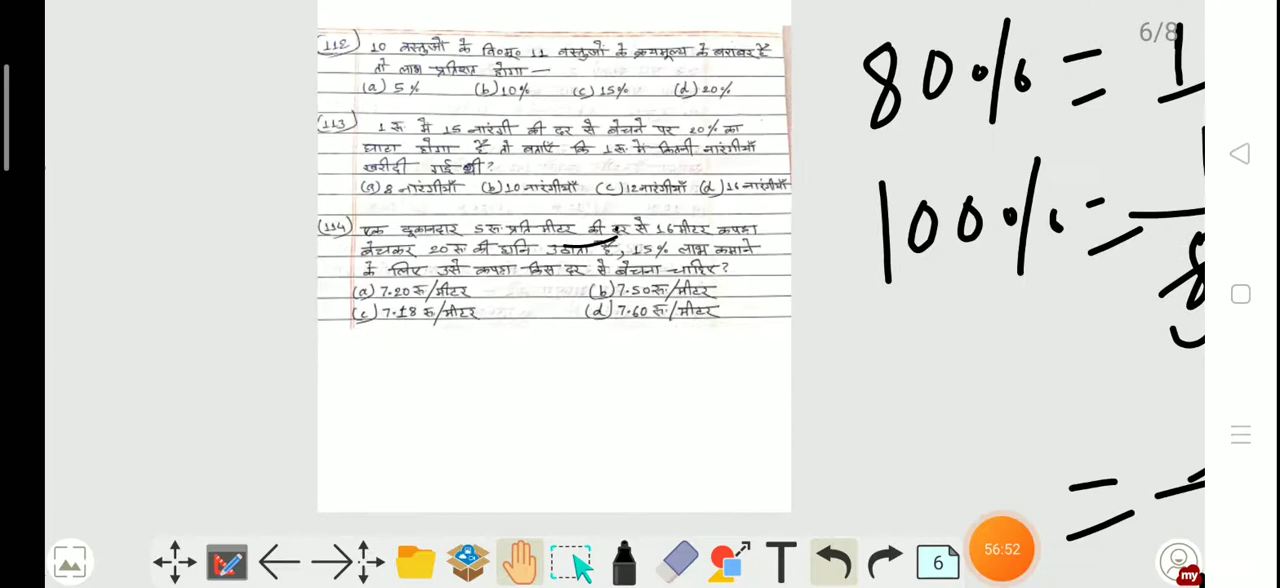 6/8
(112) 10 वस्तुओं के वि॰मू॰ 11 वस्तुओं के क्रयमूल्य के बराबर हैं
तो लाभ प्रतिशत होगा —
(a) 5% (b) 10% (c) 15% (d) 20%
(113) 1 रू में 15 नारंगी की दर से बेचने पर 20% का
घाटा होगा है तो बताएँ कि 1 रू में कितनी नारंगीयाँ
खरीदी गई थी?
(a) 8 नारंगीयाँ (b) 10 नारंगीयाँ (c) 12 नारंगीयाँ (d) 16 नारंगीयाँ
(114) एक दूकानदार 5 रू प्रति मीटर की दर से 16 मीटर कपड़ा
बेचकर 20 रू की हानि उठाता है, 15% लाभ कमाने
के लिए उसे कपड़ा किस दर से बेचना चाहिए?
(a) 7.20 रू/मीटर (b) 7.50 रू/मीटर
(c) 7.18 रू/मीटर (d) 7.60 रू/मीटर
80% = 1
100% =
=
T
6
56:52
my